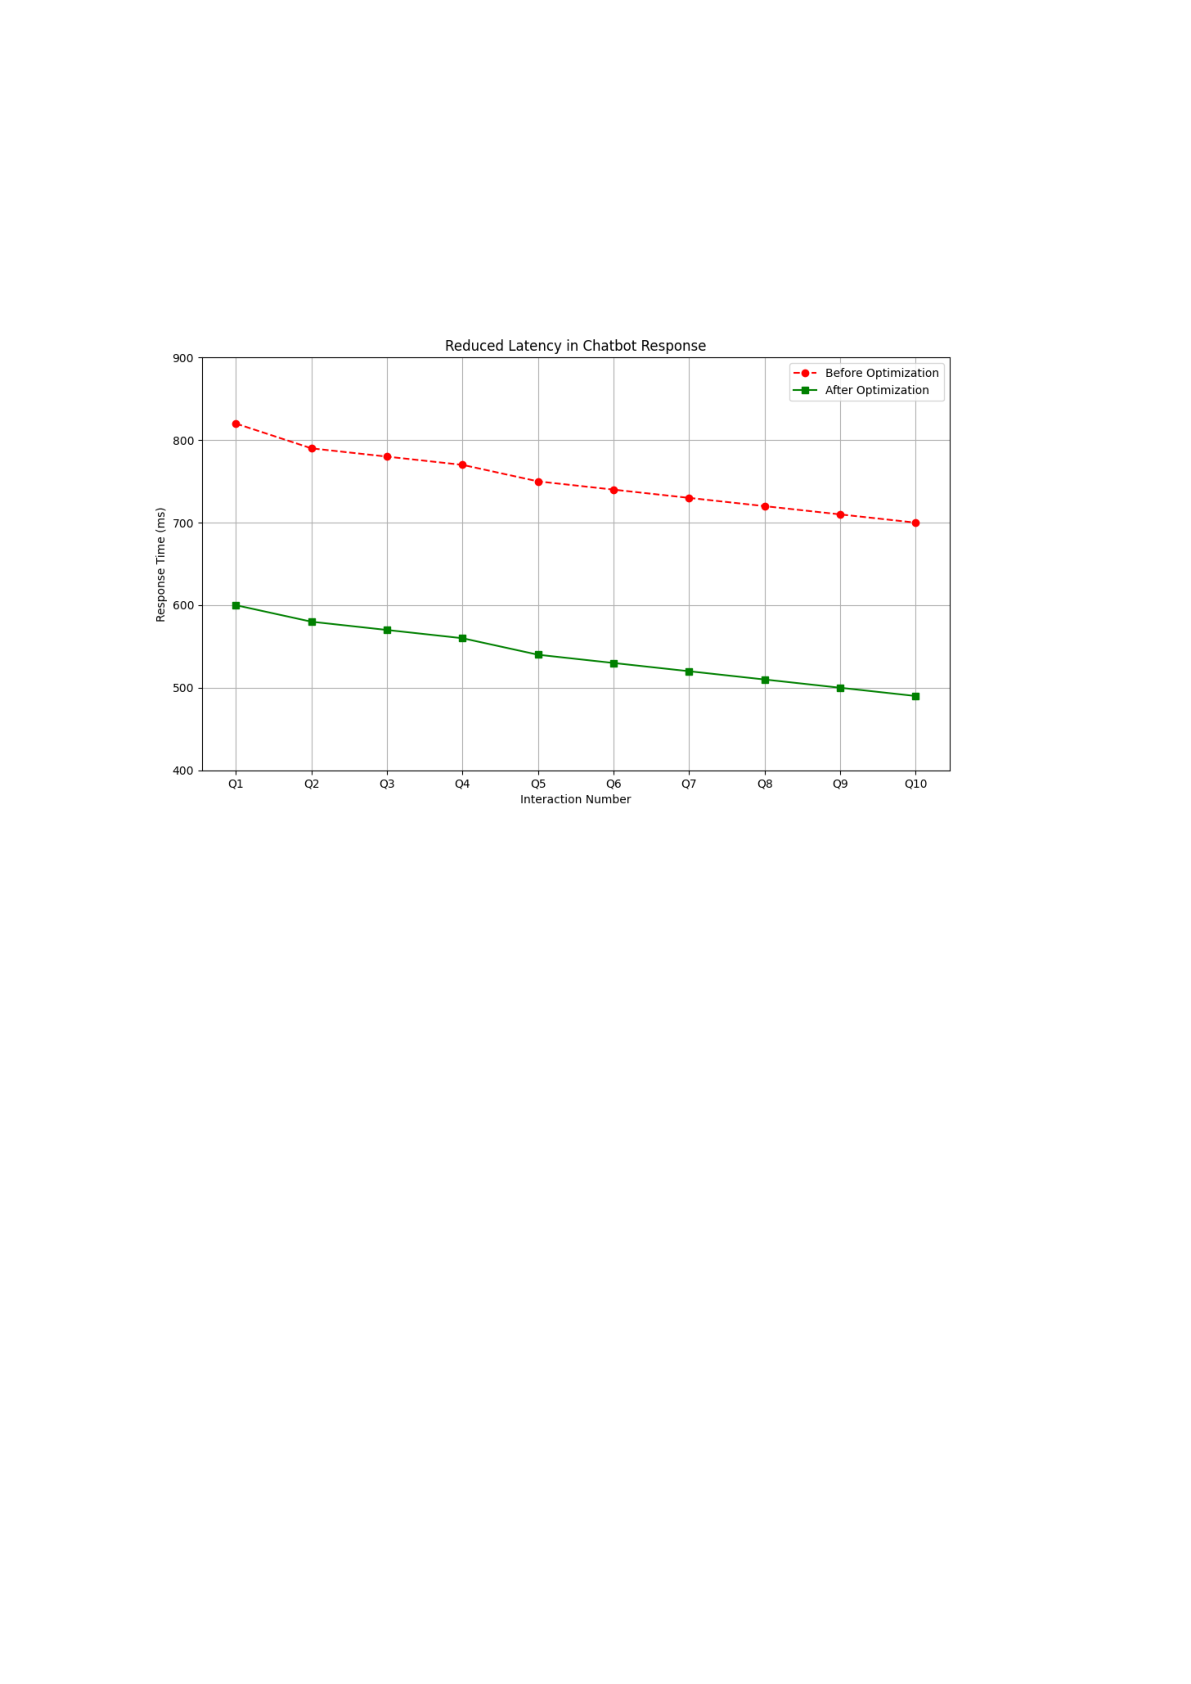 Reduced Latency in Chatbot Response
900
800
700
600
500
400
Response Time (ms)
Before Optimization
After Optimization
Q1 Q2 Q3 Q4 Q5 Q6 Q7 Q8 Q9 Q10
Interaction Number